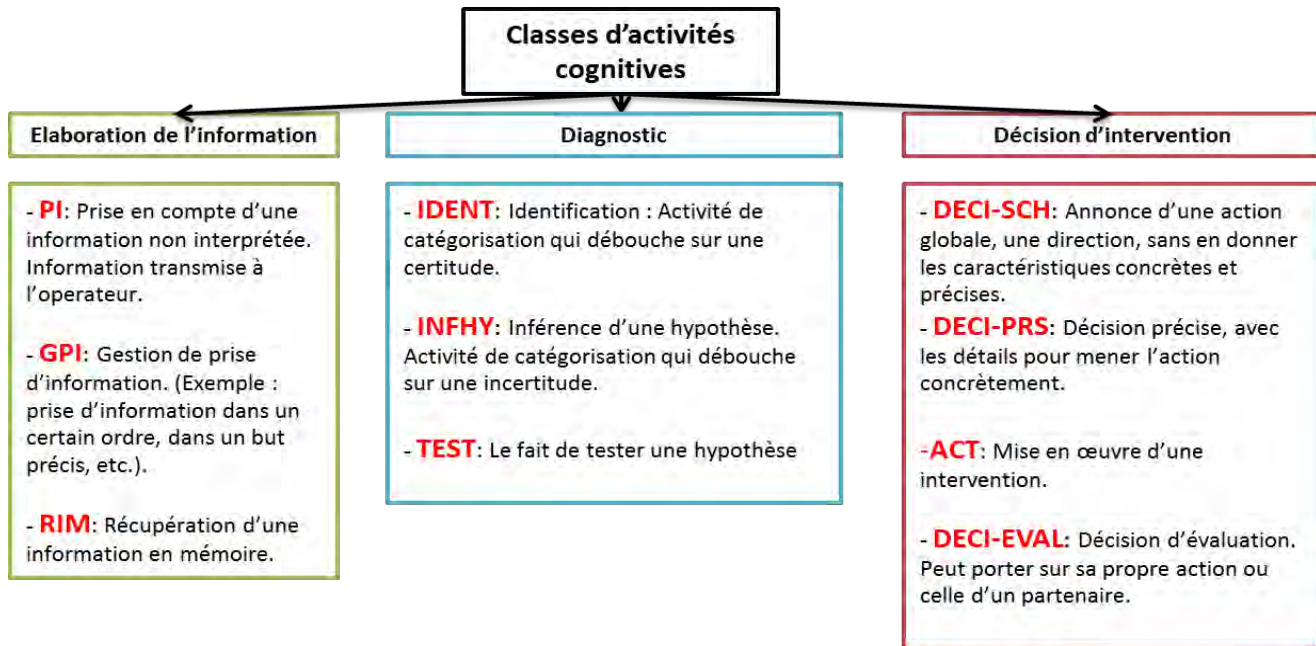 Classes d'activités
cognitives
Elaboration de l'information
Diagnostic
Décision d'intervention
- PI: Prise en compte d'une
information non interprétée.
Information transmise à
l'operateur.
- GPI: Gestion de prise
d'information. (Exemple :
prise d'information dans un
certain ordre, dans un but
précis, etc.).
- RIM: Récupération d'une
information en mémoire.
- IDENT: Identification : Activité de
catégorisation qui débouche sur une
certitude.
- INFHY: Inférence d'une hypothèse.
Activité de catégorisation qui débouche
sur une incertitude.
- TEST: Le fait de tester une hypothèse
- DECI-SCH: Annonce d'une action
globale, une direction, sans en donner
les caractéristiques concrètes et
précises.
- DECI-PRS: Décision précise, avec
les détails pour mener l'action
concrètement.
-ACT: Mise en œuvre d'une
intervention.
- DECI-EVAL: Décision d'évaluation.
Peut porter sur sa propre action ou
celle d'un partenaire.